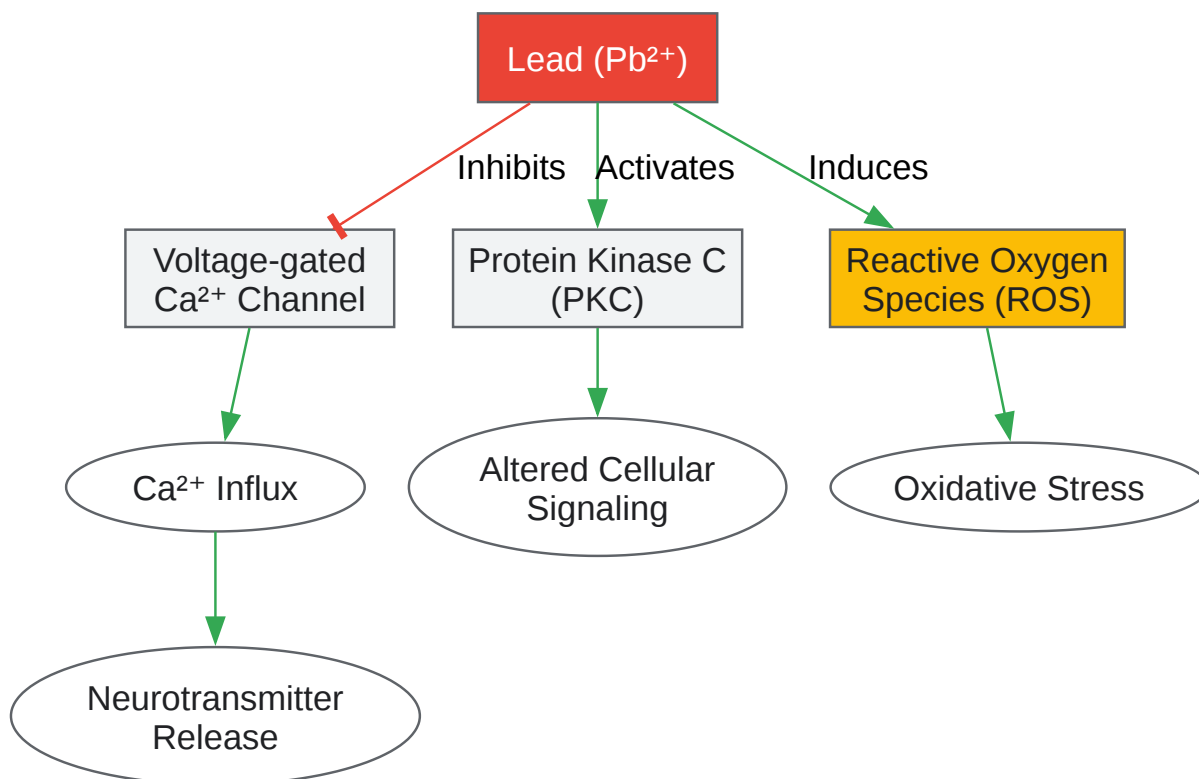 Lead (Pb²⁺)
Inhibits
Activates
Induces
Voltage-gated
Ca²⁺ Channel
Protein Kinase C
(PKC)
Reactive Oxygen
Species (ROS)
Ca²⁺ Influx
Altered Cellular
Signaling
Oxidative Stress
Neurotransmitter
Release